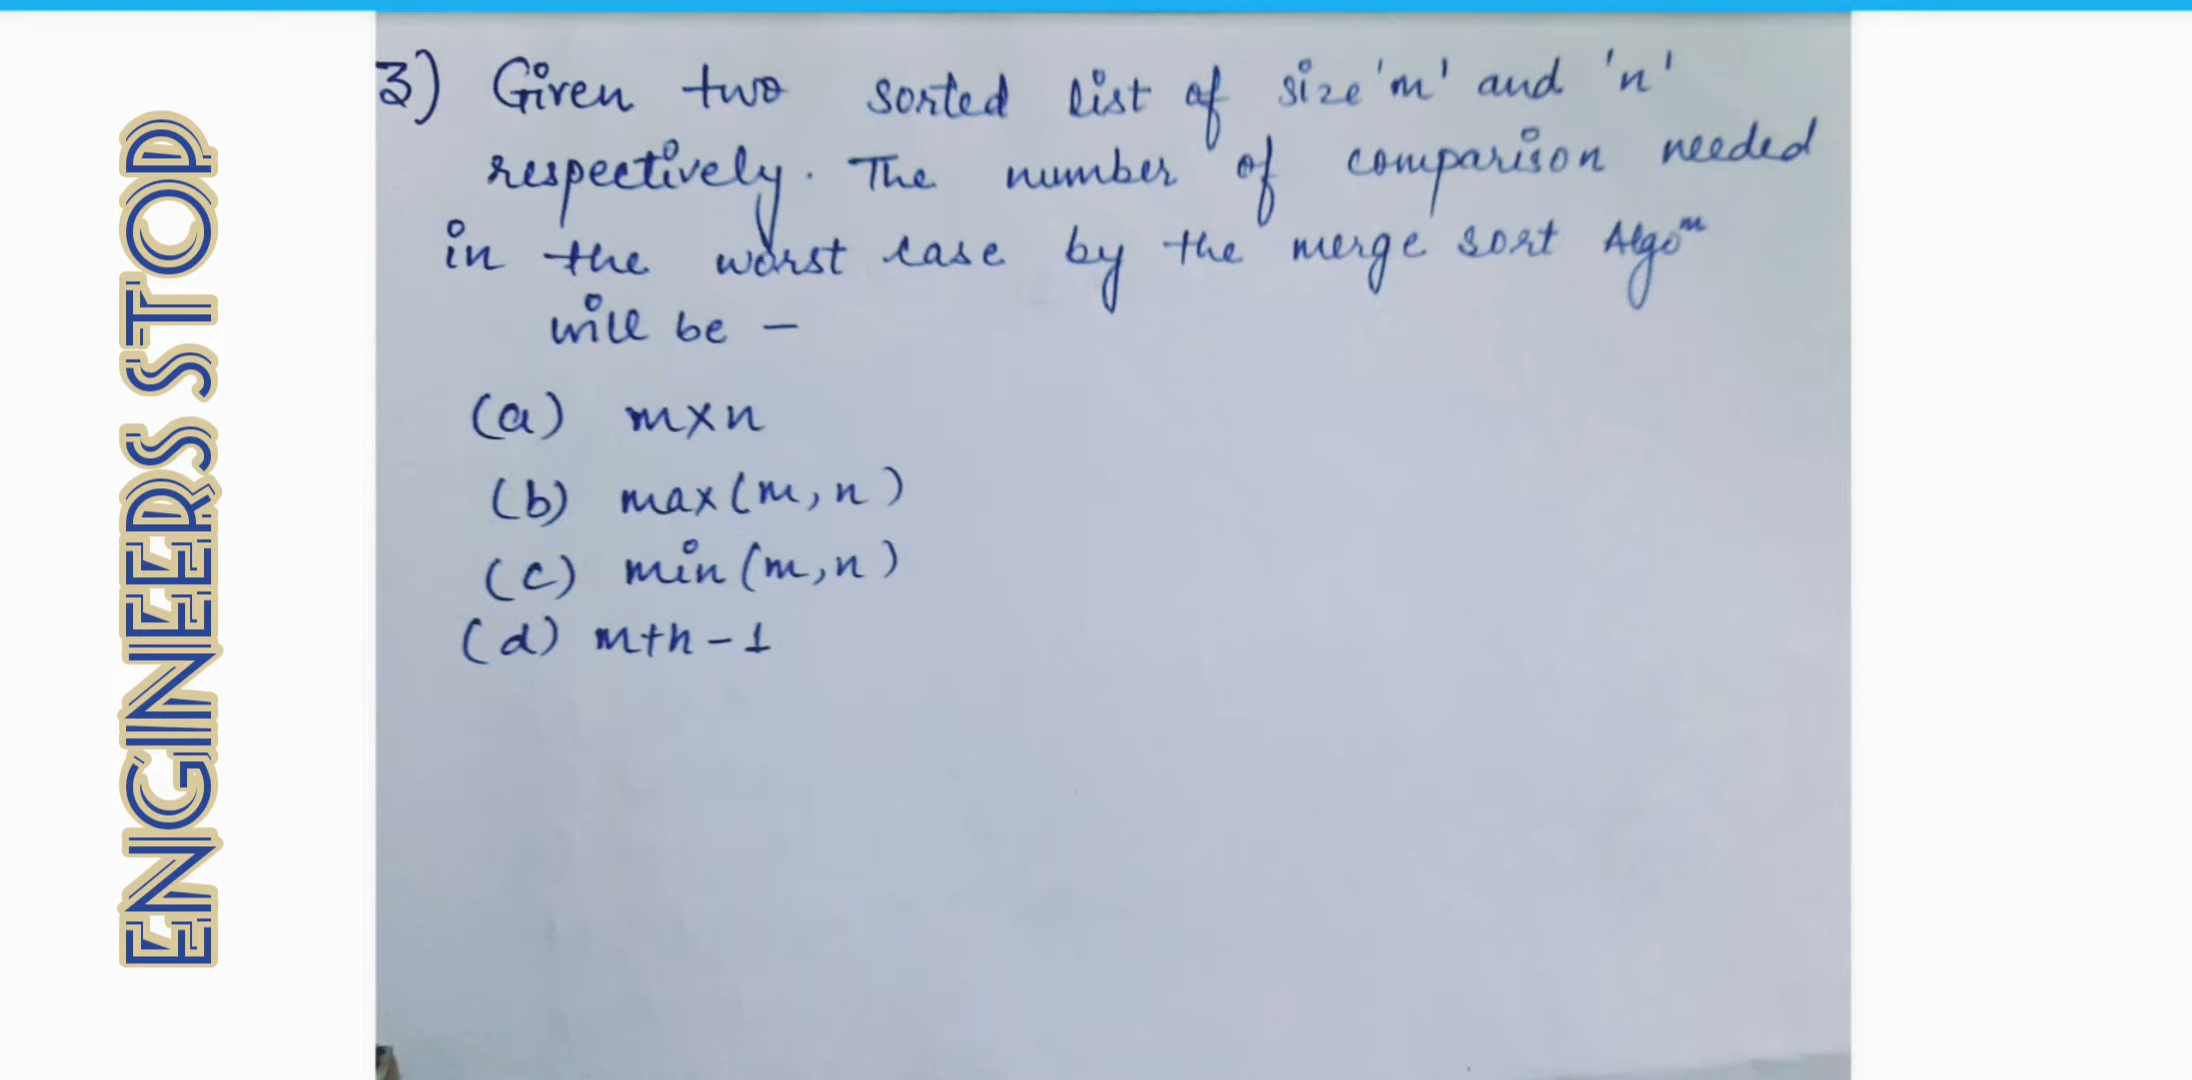 ENGINEERS STOD
3) Given two sorted list of size 'm' and 'n'
respectively. The number of comparison needed
in the worst case by the merge sort Algoᵐ
will be –
(a) m×n
(b) max(m,n)
(c) min(m,n)
(d) m+n-1